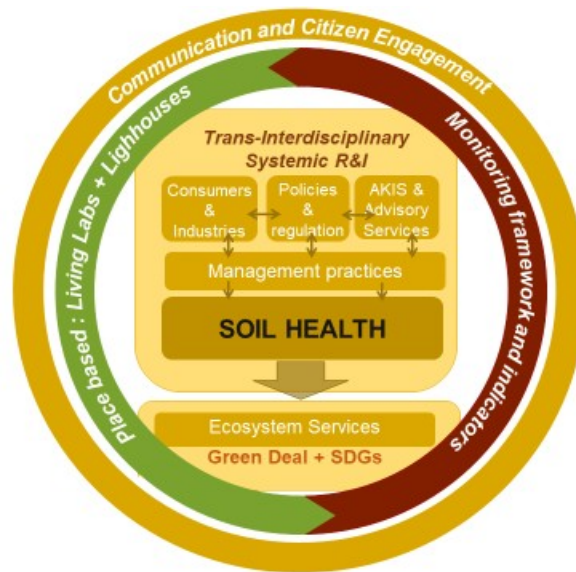 Communication and Citizen Engagement
Place based : Living Labs + Lighhouses
Monitoring framework and indicators
Trans-Interdisciplinary
Systemic R&I
Consumers
&
Industries
Policies
&
regulation
AKIS &
Advisory
Services
Management practices
SOIL HEALTH
Ecosystem Services
Green Deal + SDGs